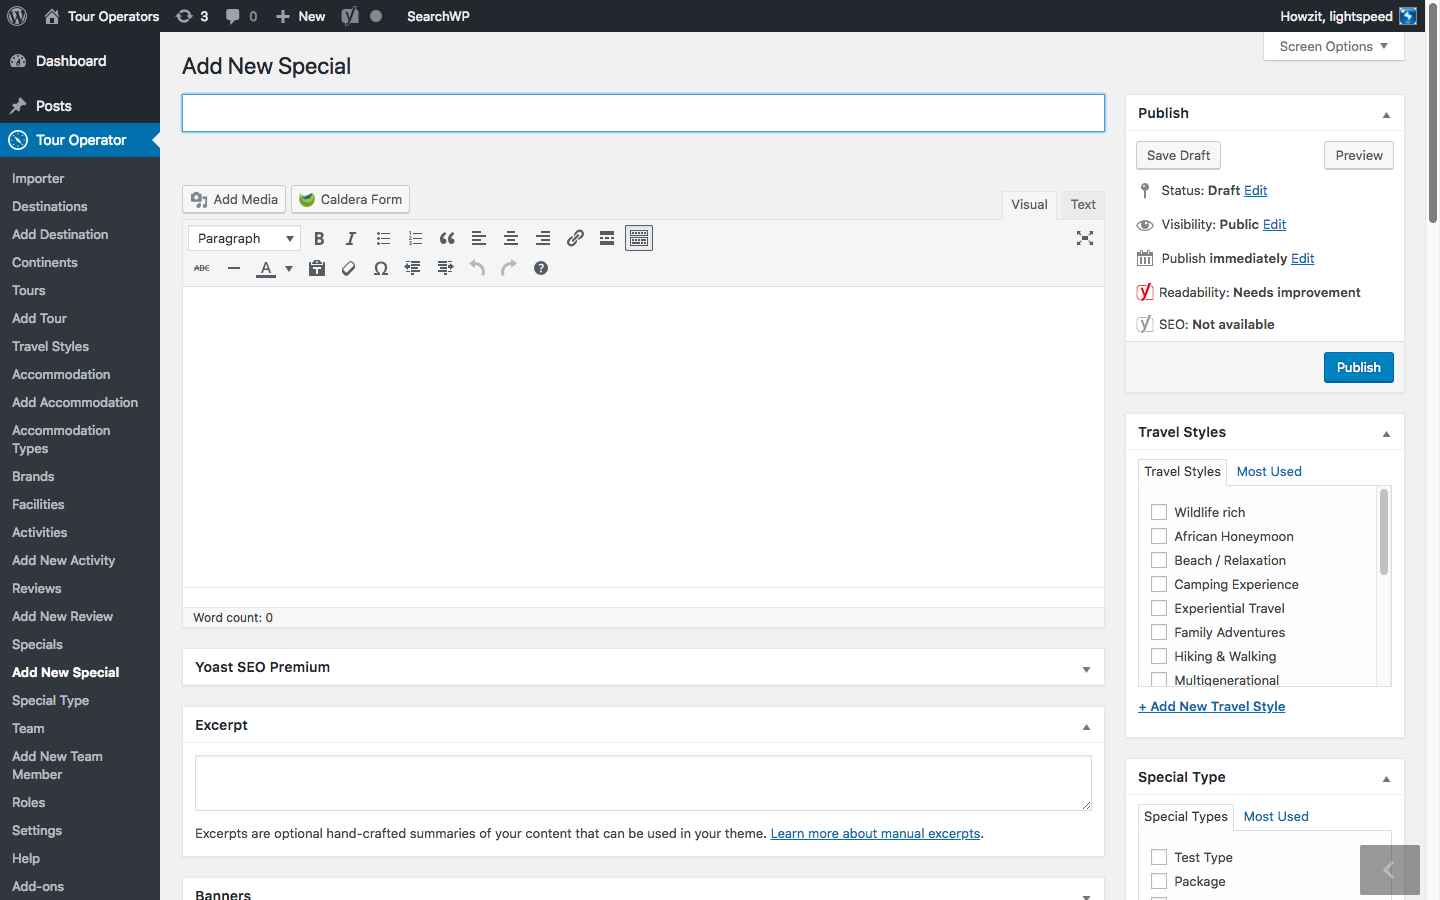 Tour Operators 3 0 New SearchWP Howzit, lightspeed
Dashboard
Posts
Tour Operator
Importer
Destinations
Add Destination
Continents
Tours
Add Tour
Travel Styles
Accommodation
Add Accommodation
Accommodation
Types
Brands
Facilities
Activities
Add New Activity
Reviews
Add New Review
Specials
Add New Special
Special Type
Team
Add New Team
Member
Roles
Settings
Help
Add-ons
Screen Options
Add New Special
Add Media Caldera Form
Visual Text
Paragraph B I
ABC A T Ω ?
Word count: 0
Yoast SEO Premium
Excerpt
Excerpts are optional hand-crafted summaries of your content that can be used in your theme. Learn more about manual excerpts.
Banners
Publish
Save Draft Preview
Status: Draft Edit
Visibility: Public Edit
Publish immediately Edit
Readability: Needs improvement
SEO: Not available
Publish
Travel Styles
Travel Styles Most Used
Wildlife rich
African Honeymoon
Beach / Relaxation
Camping Experience
Experiential Travel
Family Adventures
Hiking & Walking
Multigenerational
+ Add New Travel Style
Special Type
Special Types Most Used
Test Type
Package